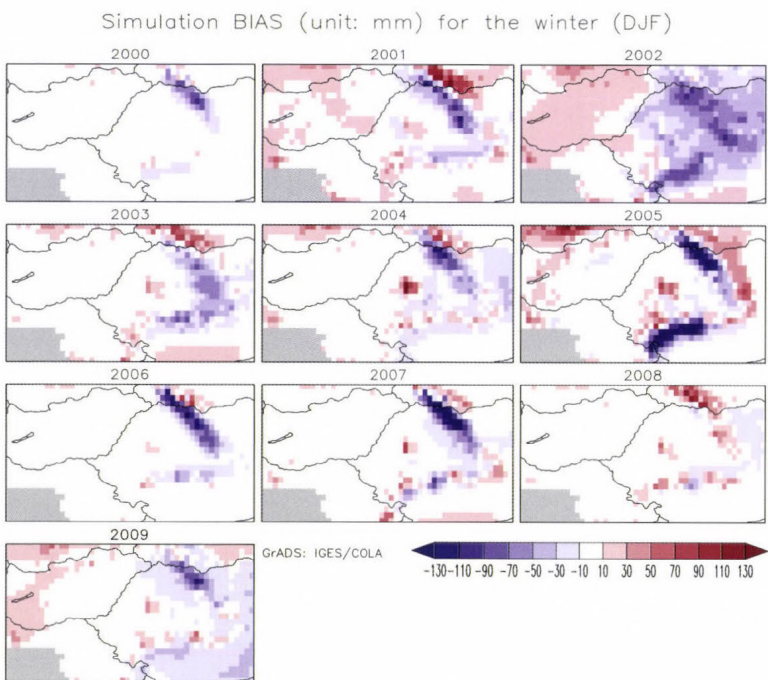 Simulation BIAS (unit: mm) for the winter (DJF)
2000 2001 2002
2003 2004 2005
2006 2007 2008
2009
GrADS: IGES/COLA
-130-110 -90 -70 -50 -30 -10 10 30 50 70 90 110 130